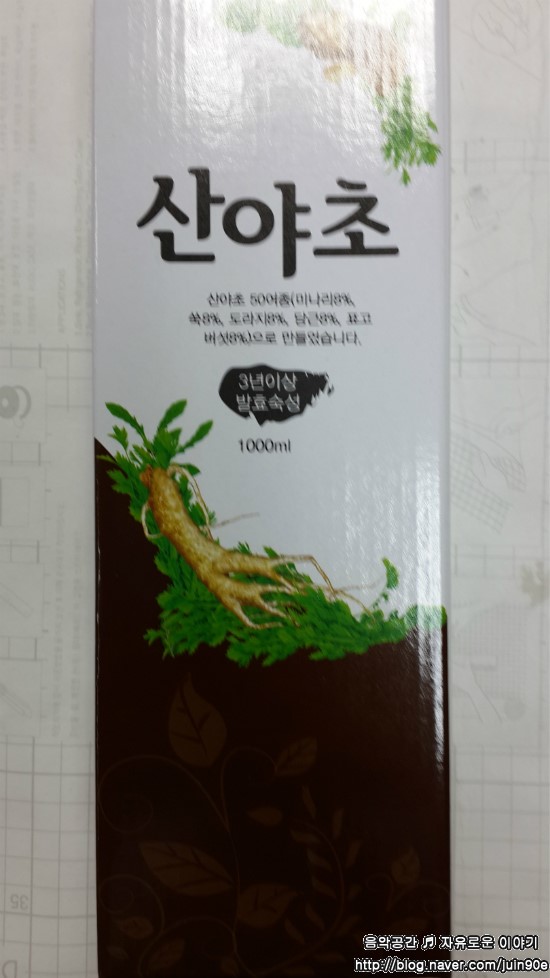 산야초
산야초 50여종(미나리8%,
쑥8%, 도라지8%, 당근8%, 표고
버섯8%)으로 만들었습니다.
3년이상
발효숙성
1000ml
35
음악공간 ♬ 자유로운 이야기
http://blog.naver.com/juin90e